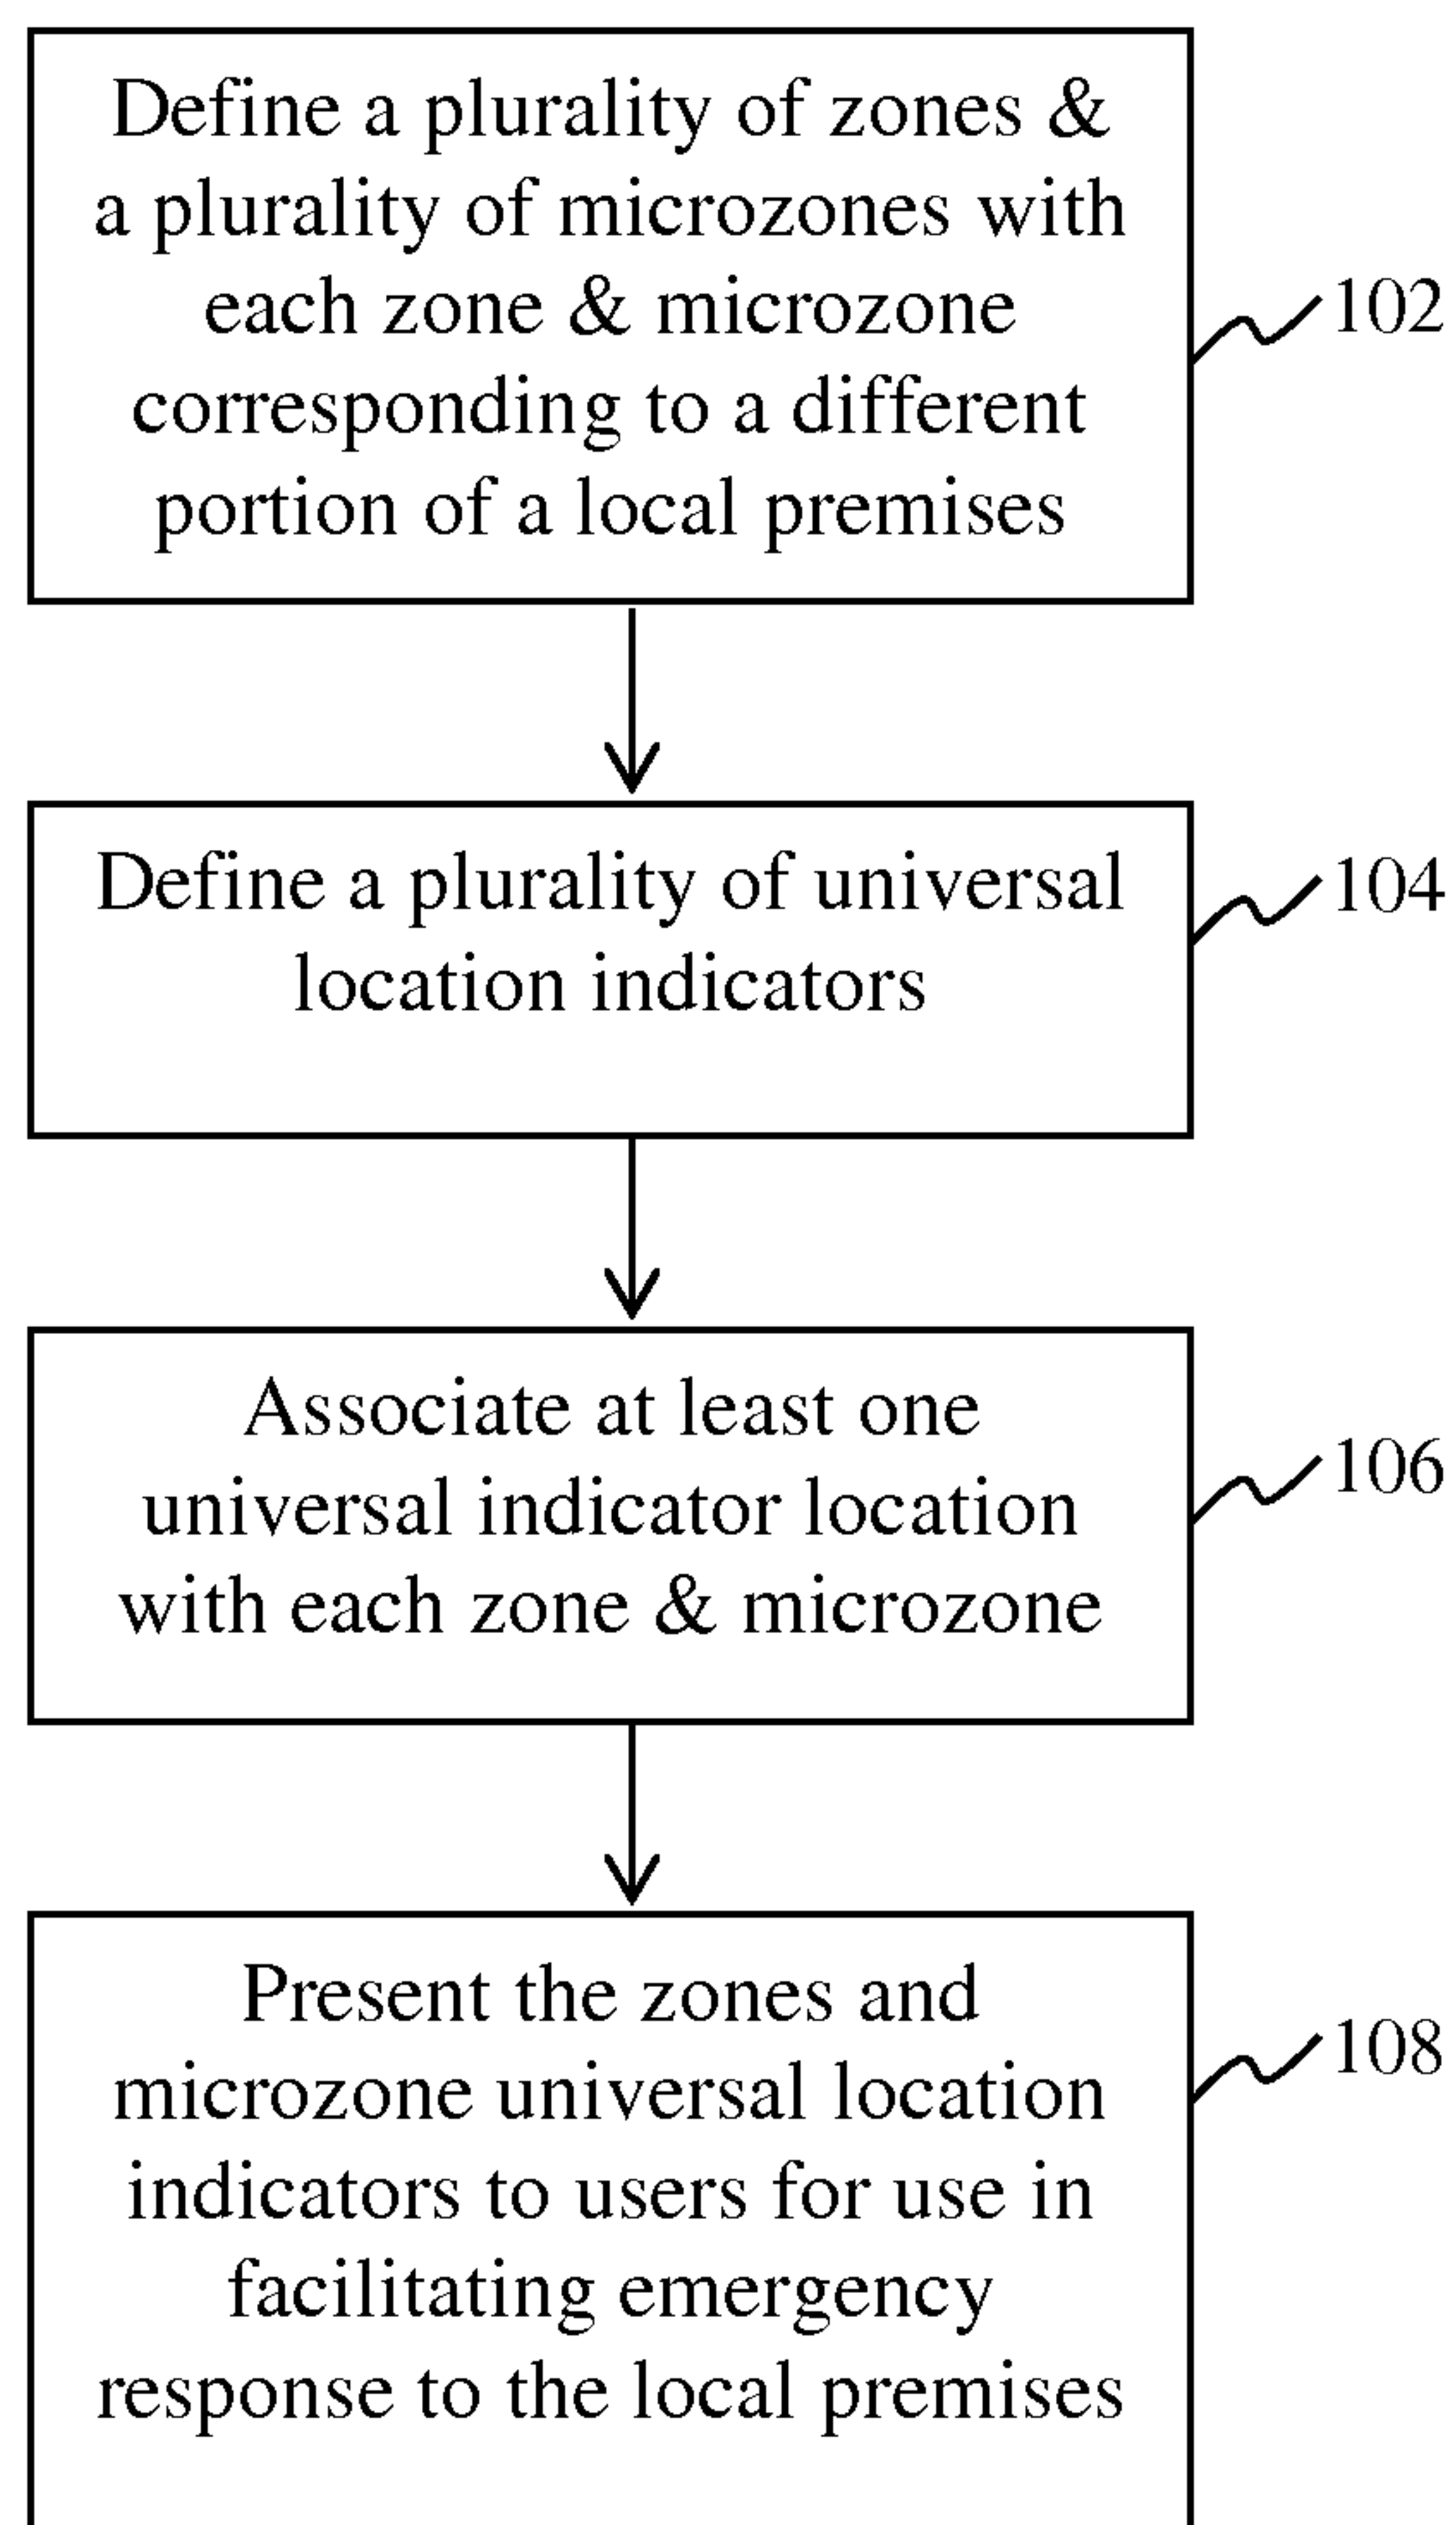 Define a plurality of zones &
a plurality of microzones with
each zone & microzone
corresponding to a different
portion of a local premises
102
Define a plurality of universal
location indicators
104
Associate at least one
universal indicator location
with each zone & microzone
106
Present the zones and
microzone universal location
indicators to users for use in
facilitating emergency
response to the local premises
108